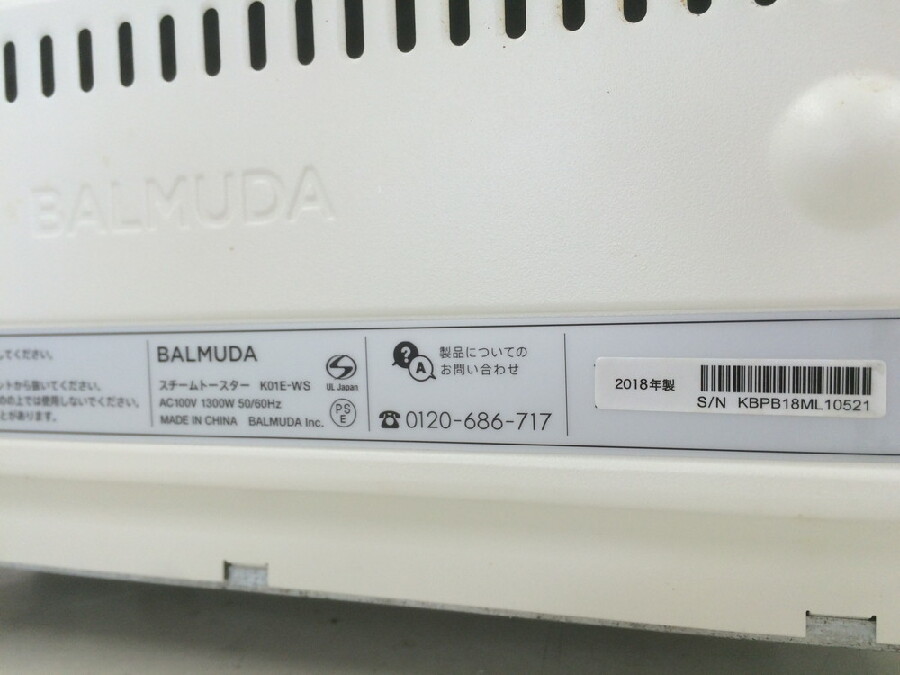 BALMUDA
してください。
ントから抜いてください。
のの上では使用しないでください。
とがあります。
BALMUDA
スチームトースター K01E-WS
AC100V 1300W 50/60Hz
MADE IN CHINA BALMUDA Inc.
S
UL Japan
PS
E
?
A
製品についての
お問い合わせ
☎0120-686-717
2018年製
S/N KBPB18ML10521